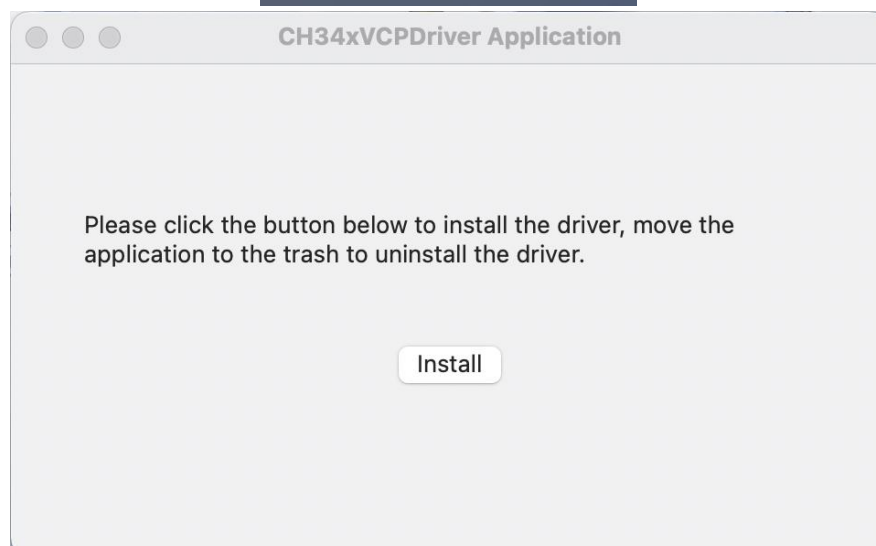 CH34xVCPDriver Application
Please click the button below to install the driver, move the
application to the trash to uninstall the driver.
Install